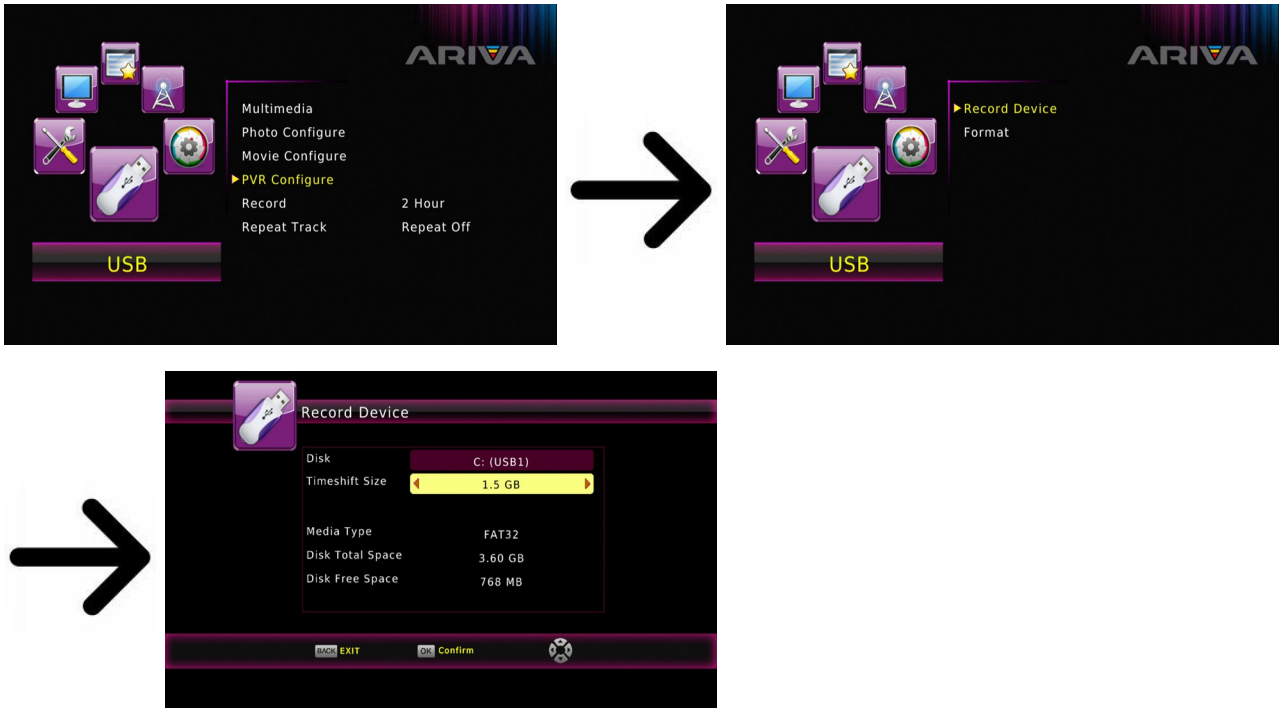 ARIVA
Multimedia
Photo Configure
Movie Configure
PVR Configure
Record 2 Hour
Repeat Track Repeat Off
USB
ARIVA
Record Device
Format
USB
Record Device
Disk C: (USB1)
Timeshift Size 1.5 GB
Media Type FAT32
Disk Total Space 3.60 GB
Disk Free Space 768 MB
BACK EXIT OK Confirm